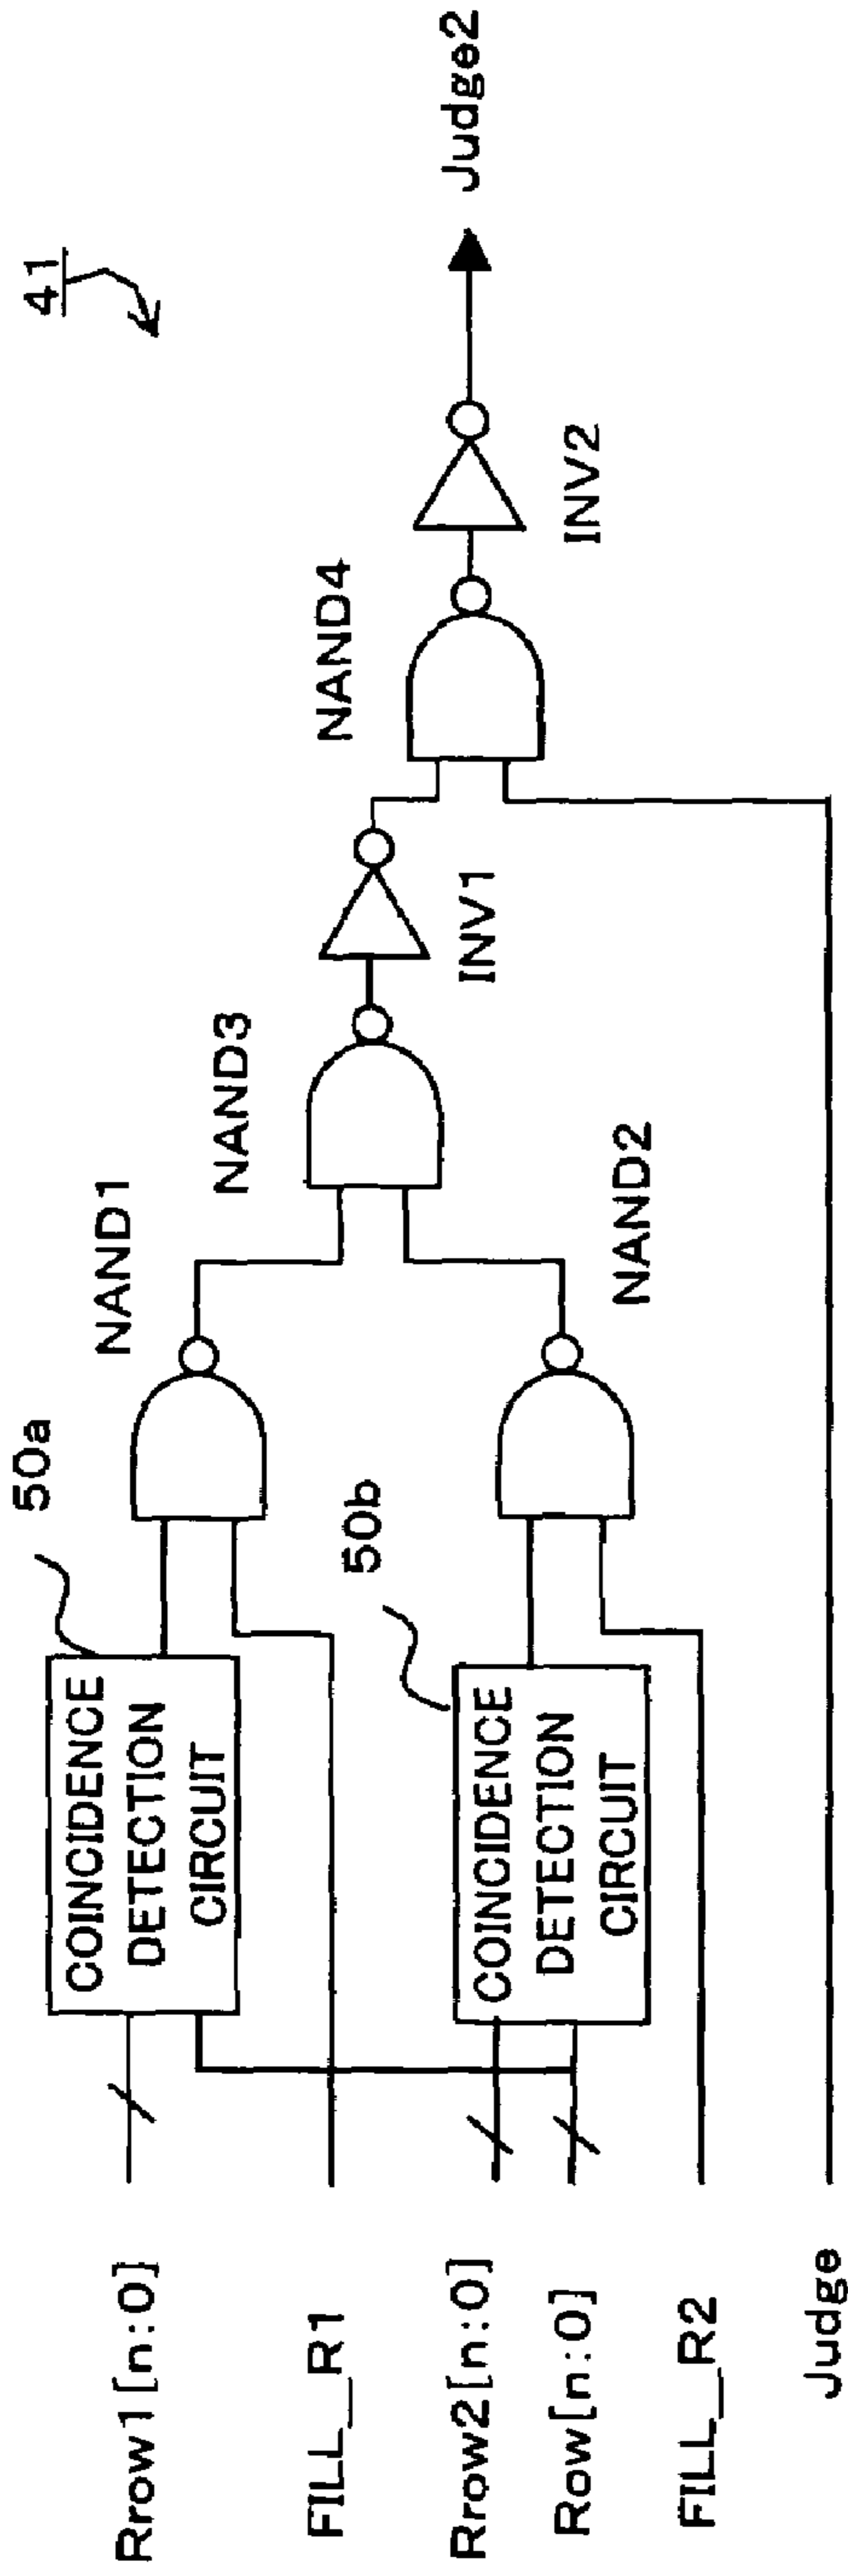 41
Rrow1[n:0]
COINCIDENCE
DETECTION
CIRCUIT
50a
NAND1
FILL_R1
NAND3
INV1
NAND4
INV2
Judge2
Rrow2[n:0]
Row[n:0]
COINCIDENCE
DETECTION
CIRCUIT
50b
NAND2
FILL_R2
Judge